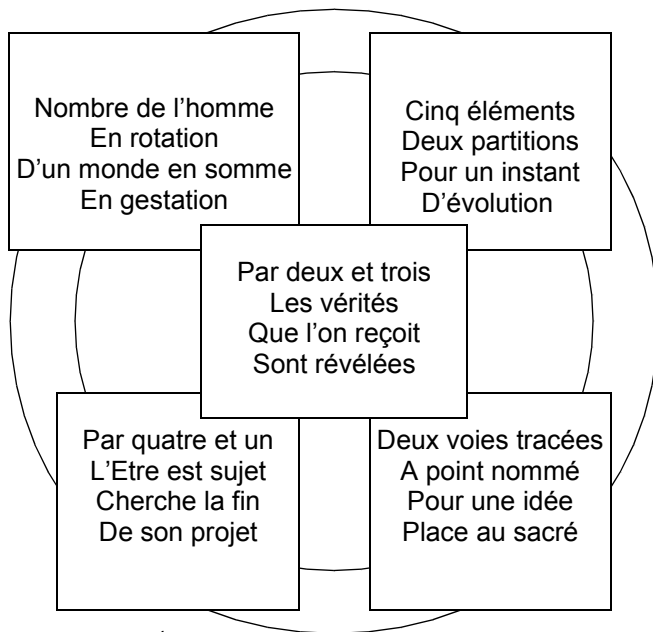 Nombre de l’homme
En rotation
D’un monde en somme
En gestation
Cinq éléments
Deux partitions
Pour un instant
D’évolution
Par deux et trois
Les vérités
Que l’on reçoit
Sont révélées
Par quatre et un
L’Etre est sujet
Cherche la fin
De son projet
Deux voies tracées
A point nommé
Pour une idée
Place au sacré